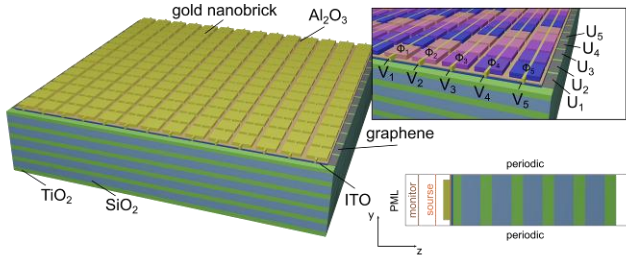 gold nanobrick
Al₂O₃
graphene
ITO
TiO₂
SiO₂
Φ₁ Φ₂ Φ₃ Φ₄ Φ₅
V₁ V₂ V₃ V₄ V₅
U₅
U₄
U₃
U₂
U₁
periodic
PML
monitor
sourse
periodic
y
z